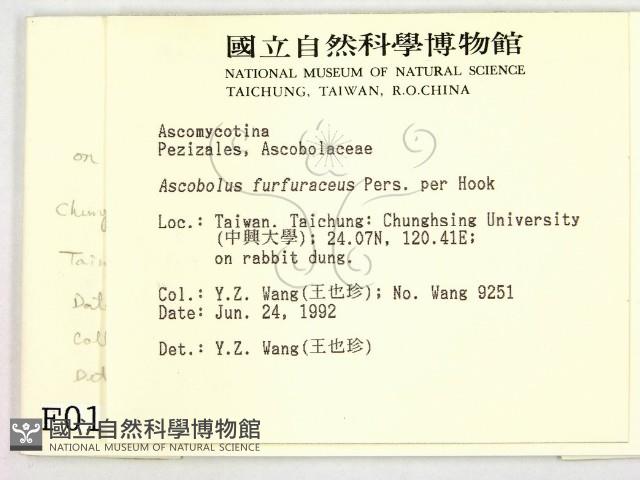 國立自然科學博物館
NATIONAL MUSEUM OF NATURAL SCIENCE
TAICHUNG, TAIWAN, R.O.CHINA
Ascomycotina
Pezizales, Ascobolaceae
Ascobolus furfuraceus Pers. per Hook
Loc.: Taiwan. Taichung: Chunghsing University
(中興大學); 24.07N, 120.41E;
on rabbit dung.
Col.: Y.Z. Wang(王也珍); No. Wang 9251
Date: Jun. 24, 1992
Det.: Y.Z. Wang(王也珍)
on
F01
國立自然科學博物館
NATIONAL MUSEUM OF NATURAL SCIENCE